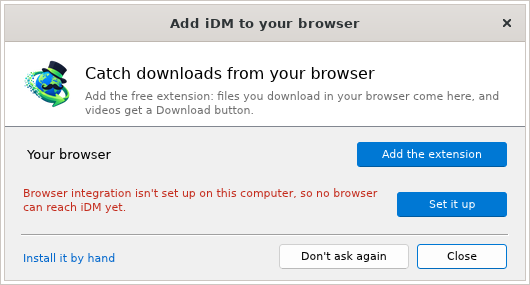 Add iDM to your browser
Catch downloads from your browser
Add the free extension: files you download in your browser come here, and
videos get a Download button.
Your browser
Add the extension
Browser integration isn't set up on this computer, so no browser
can reach iDM yet.
Set it up
Install it by hand
Don't ask again
Close